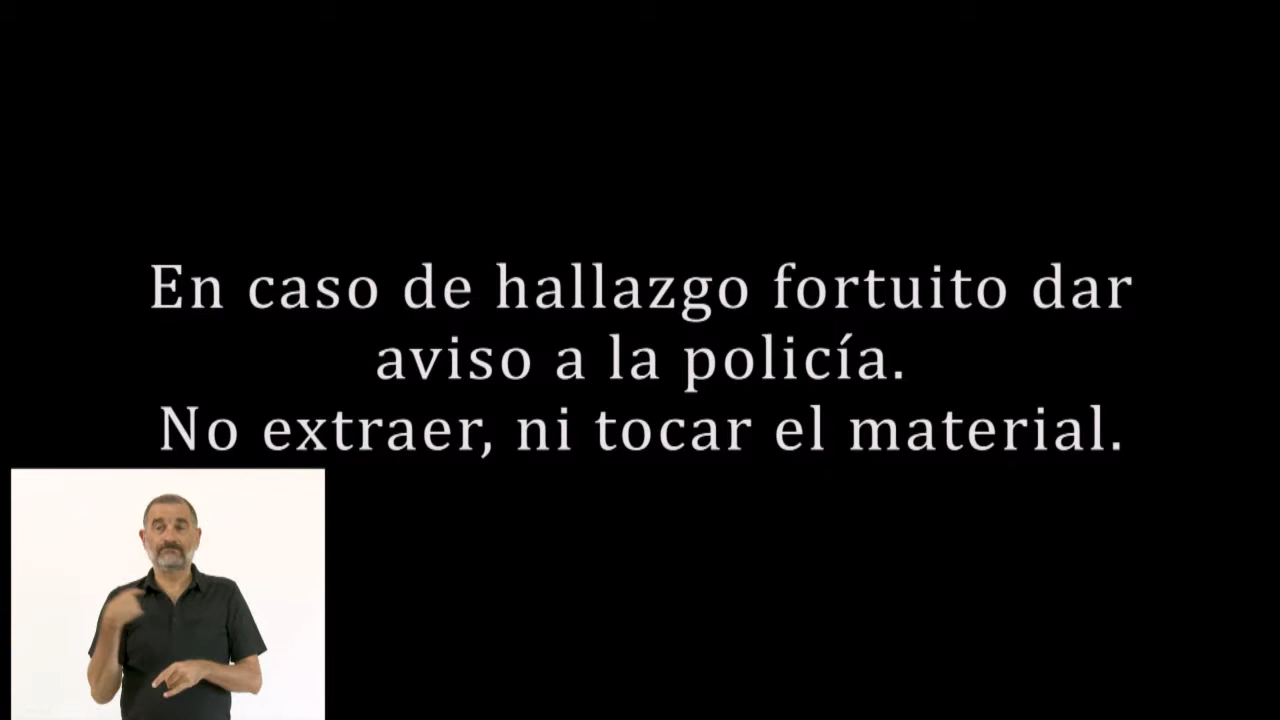 En caso de hallazgo fortuito dar
aviso a la policía.
No extraer, ni tocar el material.